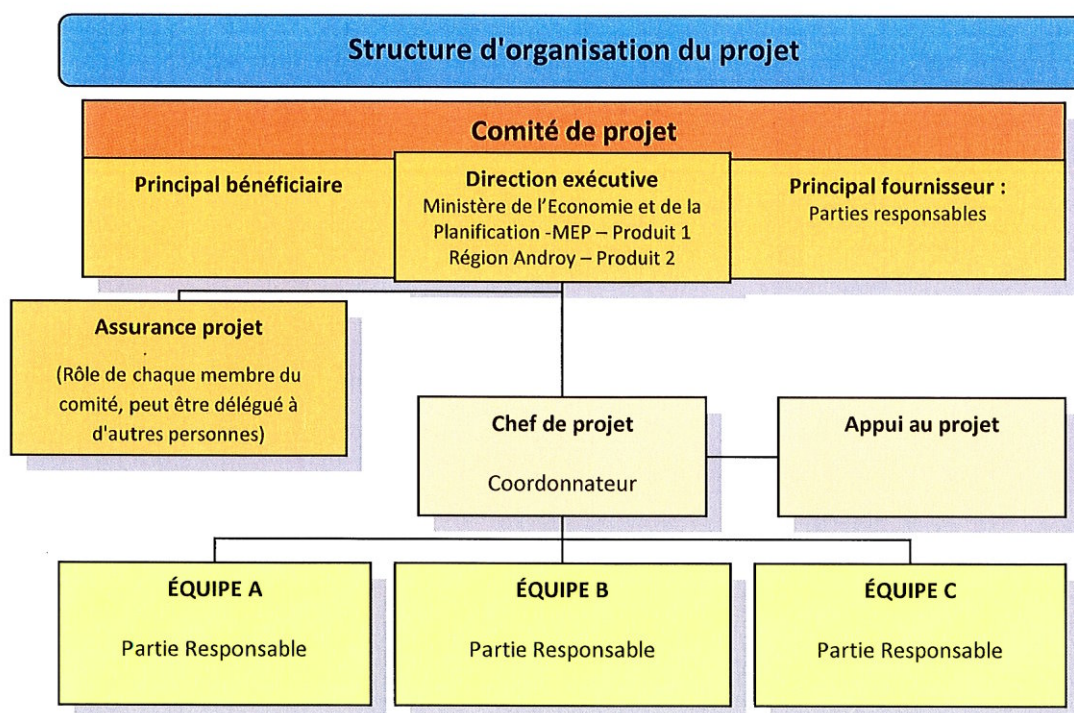 Structure d'organisation du projet
Comité de projet
Principal bénéficiaire
Direction exécutive
Ministère de l'Economie et de la
Planification -MEP – Produit 1
Région Androy – Produit 2
Principal fournisseur :
Parties responsables
Assurance projet
(Rôle de chaque membre du
comité, peut être délégué à
d'autres personnes)
Chef de projet
Coordonnateur
Appui au projet
ÉQUIPE A
Partie Responsable
ÉQUIPE B
Partie Responsable
ÉQUIPE C
Partie Responsable